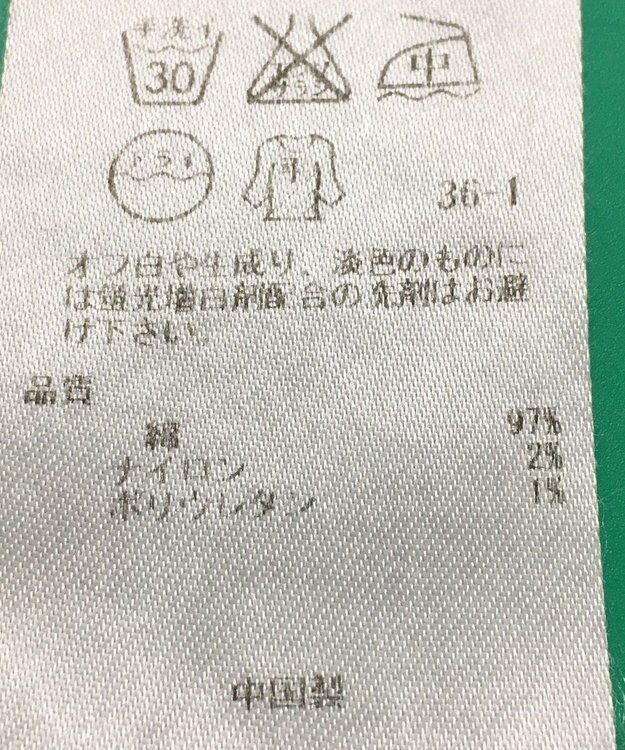 手洗イ
30
中
ドライ
36-1
オフ白や生成り、淡色のものに
は蛍光増白剤配合の洗剤はお避
け下さい。
品質
綿 97%
ナイロン 2%
ポリウレタン 1%
中国製